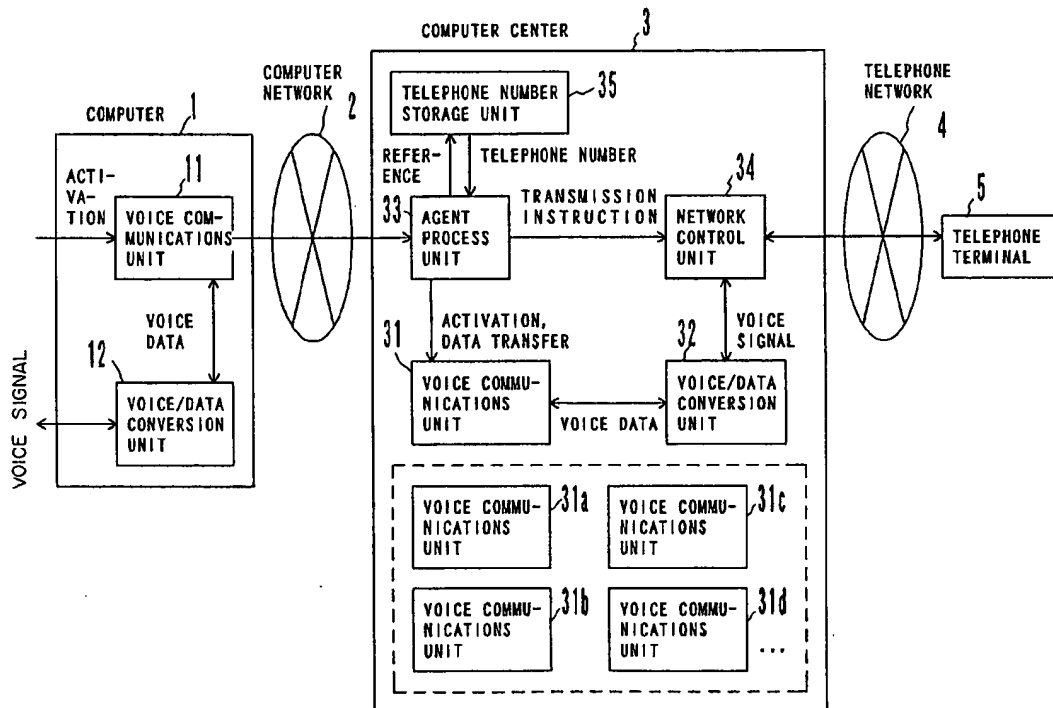 COMPUTER CENTER
3
COMPUTER
NETWORK
2
TELEPHONE
NETWORK
4
COMPUTER
1
TELEPHONE NUMBER
STORAGE UNIT
35
REFER-
ENCE
TELEPHONE NUMBER
ACTI-
VATION
11
VOICE COM-
MUNICATIONS
UNIT
33
AGENT
PROCESS
UNIT
TRANSMISSION
INSTRUCTION
34
NETWORK
CONTROL
UNIT
5
TELEPHONE
TERMINAL
VOICE
DATA
ACTIVATION,
DATA TRANSFER
VOICE
SIGNAL
VOICE SIGNAL
12
VOICE/DATA
CONVERSION
UNIT
31
VOICE COMMU-
NICATIONS
UNIT
VOICE DATA
32
VOICE/DATA
CONVERSION
UNIT
VOICE COMMU-
NICATIONS
UNIT
31a
VOICE COMMU-
NICATIONS
UNIT
31c
VOICE COMMU-
NICATIONS
UNIT
31b
VOICE COMMU-
NICATIONS
UNIT
31d
...